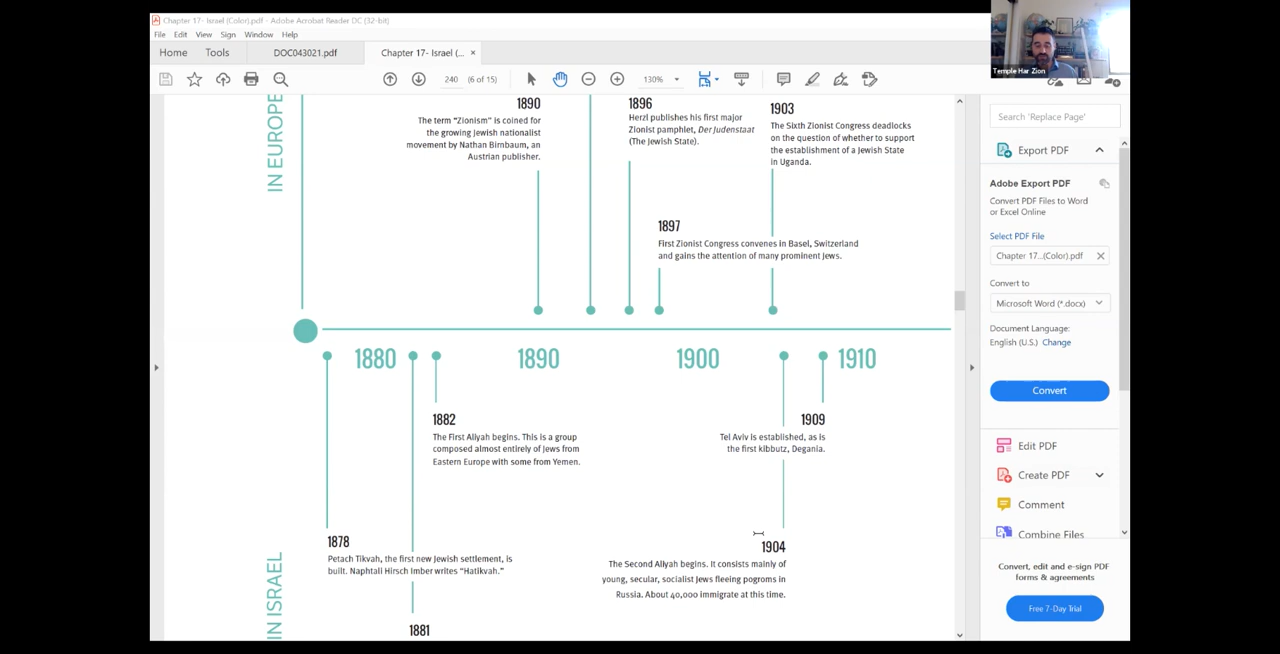 Chapter 17- Israel (Color).pdf - Adobe Acrobat Reader DC (32-bit)
File Edit View Sign Window Help
Home Tools DOC043021.pdf Chapter 17- Israel (... ×
240 (6 of 15) 130%
Temple Har Zion
IN EUROPE
1890
The term “Zionism” is coined for
the growing Jewish nationalist
movement by Nathan Birnbaum, an
Austrian publisher.
1896
Herzl publishes his first major
Zionist pamphlet, Der Judenstaat
(The Jewish State).
1903
The Sixth Zionist Congress deadlocks
on the question of whether to support
the establishment of a Jewish State
in Uganda.
1897
First Zionist Congress convenes in Basel, Switzerland
and gains the attention of many prominent Jews.
1880 1890 1900 1910
1882
The First Aliyah begins. This is a group
composed almost entirely of Jews from
Eastern Europe with some from Yemen.
1909
Tel Aviv is established, as is
the first kibbutz, Degania.
1878
Petach Tikvah, the first new Jewish settlement, is
built. Naphtali Hirsch Imber writes “Hatikvah.”
1904
The Second Aliyah begins. It consists mainly of
young, secular, socialist Jews fleeing pogroms in
Russia. About 40,000 immigrate at this time.
IN ISRAEL
1881
Search 'Replace Page'
Export PDF
Adobe Export PDF
Convert PDF Files to Word
or Excel Online
Select PDF File
Chapter 17...(Color).pdf
Convert to
Microsoft Word (*.docx)
Document Language:
English (U.S.) Change
Convert
Edit PDF
Create PDF
Comment
Combine Files
Convert, edit and e-sign PDF
forms & agreements
Free 7-Day Trial